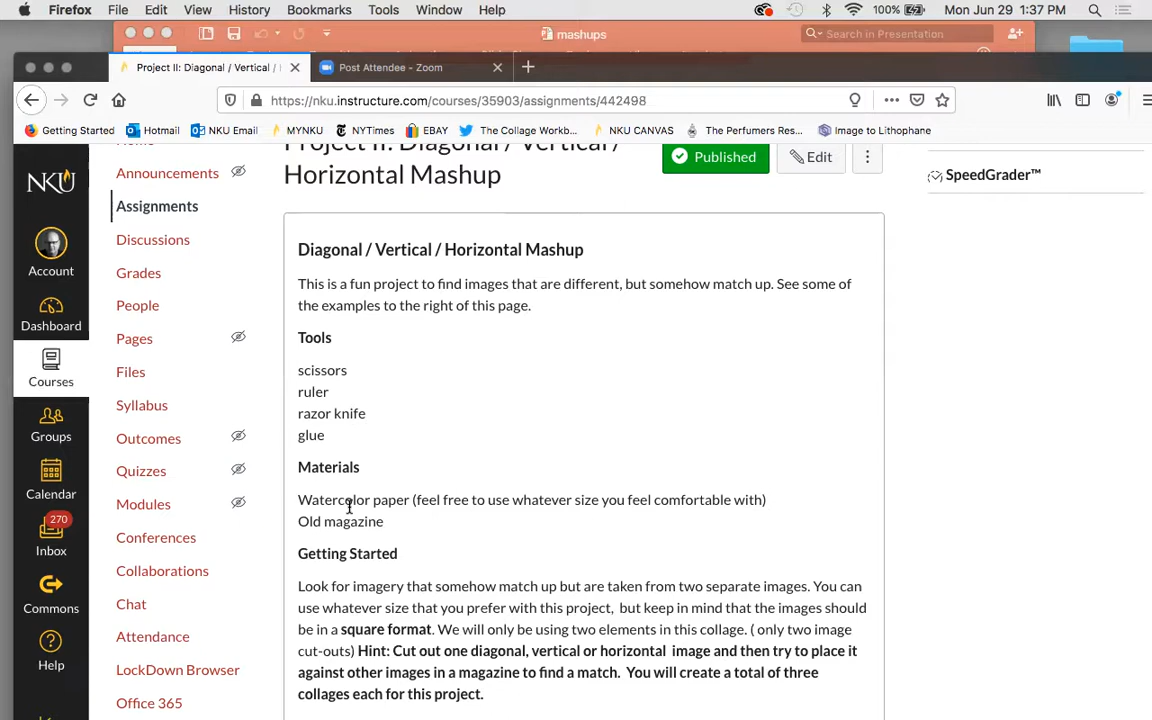 Firefox File Edit View History Bookmarks Tools Window Help 100% Mon Jun 29 1:37 PM
mashups Search in Presentation
Project II: Diagonal / Vertical / Post Attendee - Zoom
https://nku.instructure.com/courses/35903/assignments/442498
Getting Started Hotmail NKU Email MYNKU NYTimes EBAY The Collage Workb... NKU CANVAS The Perfumers Res... Image to Lithophane
NKU
Account
Dashboard
Courses
Groups
Calendar
270
Inbox
Commons
Help
Home
Announcements
Assignments
Discussions
Grades
People
Pages
Files
Syllabus
Outcomes
Quizzes
Modules
Conferences
Collaborations
Chat
Attendance
LockDown Browser
Office 365
Project II: Diagonal / Vertical /
Horizontal Mashup
Published Edit
SpeedGrader™
Diagonal / Vertical / Horizontal Mashup
This is a fun project to find images that are different, but somehow match up. See some of
the examples to the right of this page.
Tools
scissors
ruler
razor knife
glue
Materials
Watercolor paper (feel free to use whatever size you feel comfortable with)
Old magazine
Getting Started
Look for imagery that somehow match up but are taken from two separate images. You can
use whatever size that you prefer with this project, but keep in mind that the images should
be in a square format. We will only be using two elements in this collage. ( only two image
cut-outs) Hint: Cut out one diagonal, vertical or horizontal image and then try to place it
against other images in a magazine to find a match. You will create a total of three
collages each for this project.